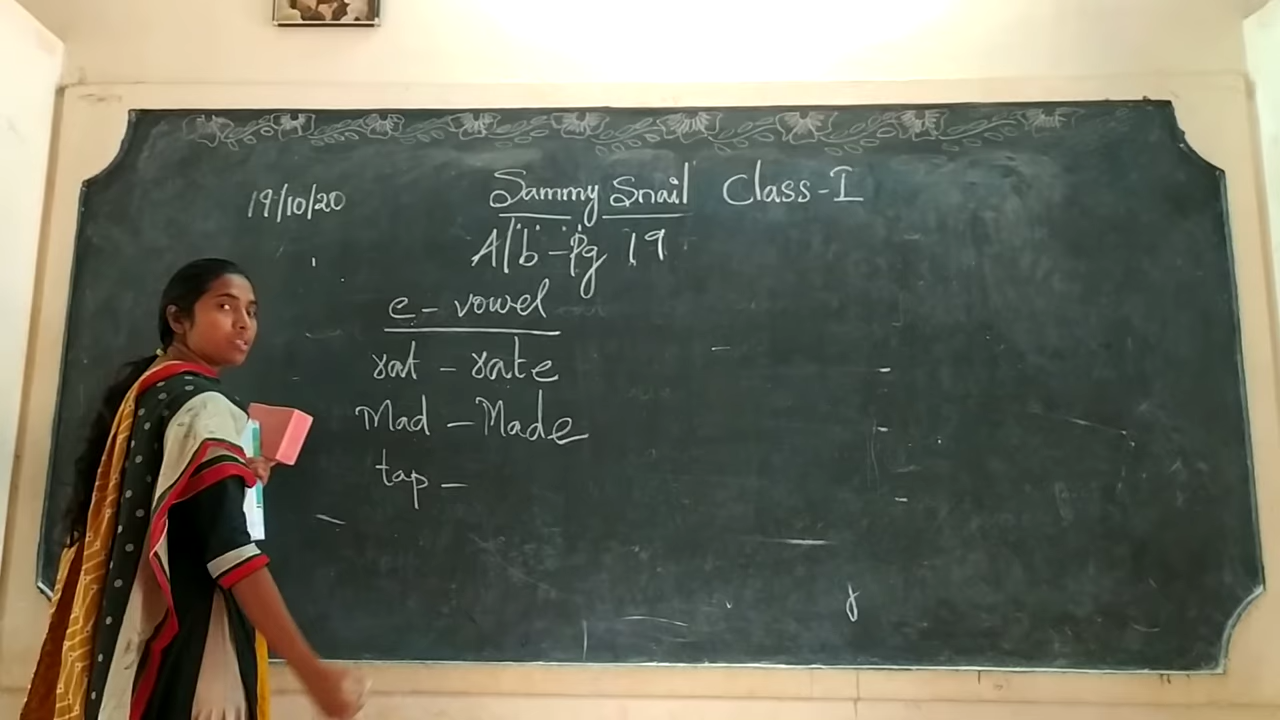 19/10/20 Sammy Snail Class-I
A/b-Pg 19
e- vowel
rat - rate
Mad - Made
tap -